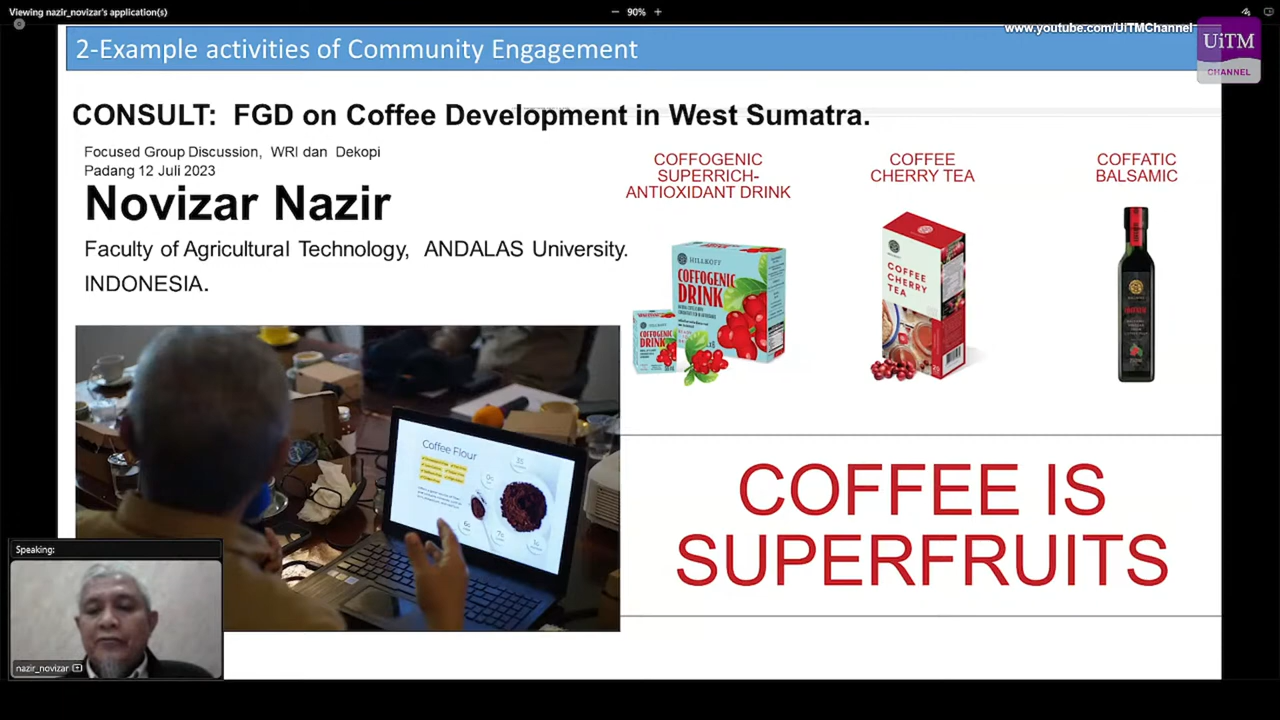 Viewing nazir_novizar's application(s)
90%
www.youtube.com/UiTMChannel
UiTM
CHANNEL
2-Example activities of Community Engagement
CONSULT: FGD on Coffee Development in West Sumatra.
Focused Group Discussion, WRI dan Dekopi
Padang 12 Juli 2023
Novizar Nazir
Faculty of Agricultural Technology, ANDALAS University.
INDONESIA.
COFFOGENIC
SUPERRICH-
ANTIOXIDANT DRINK
COFFEE
CHERRY TEA
COFFATIC
BALSAMIC
HILLKOFF
COFFOGENIC
DRINK
COFFOGENIC
DRINK
COFFEE
CHERRY
TEA
Coffee Flour
COFFEE IS
SUPERFRUITS
Speaking:
nazir_novizar